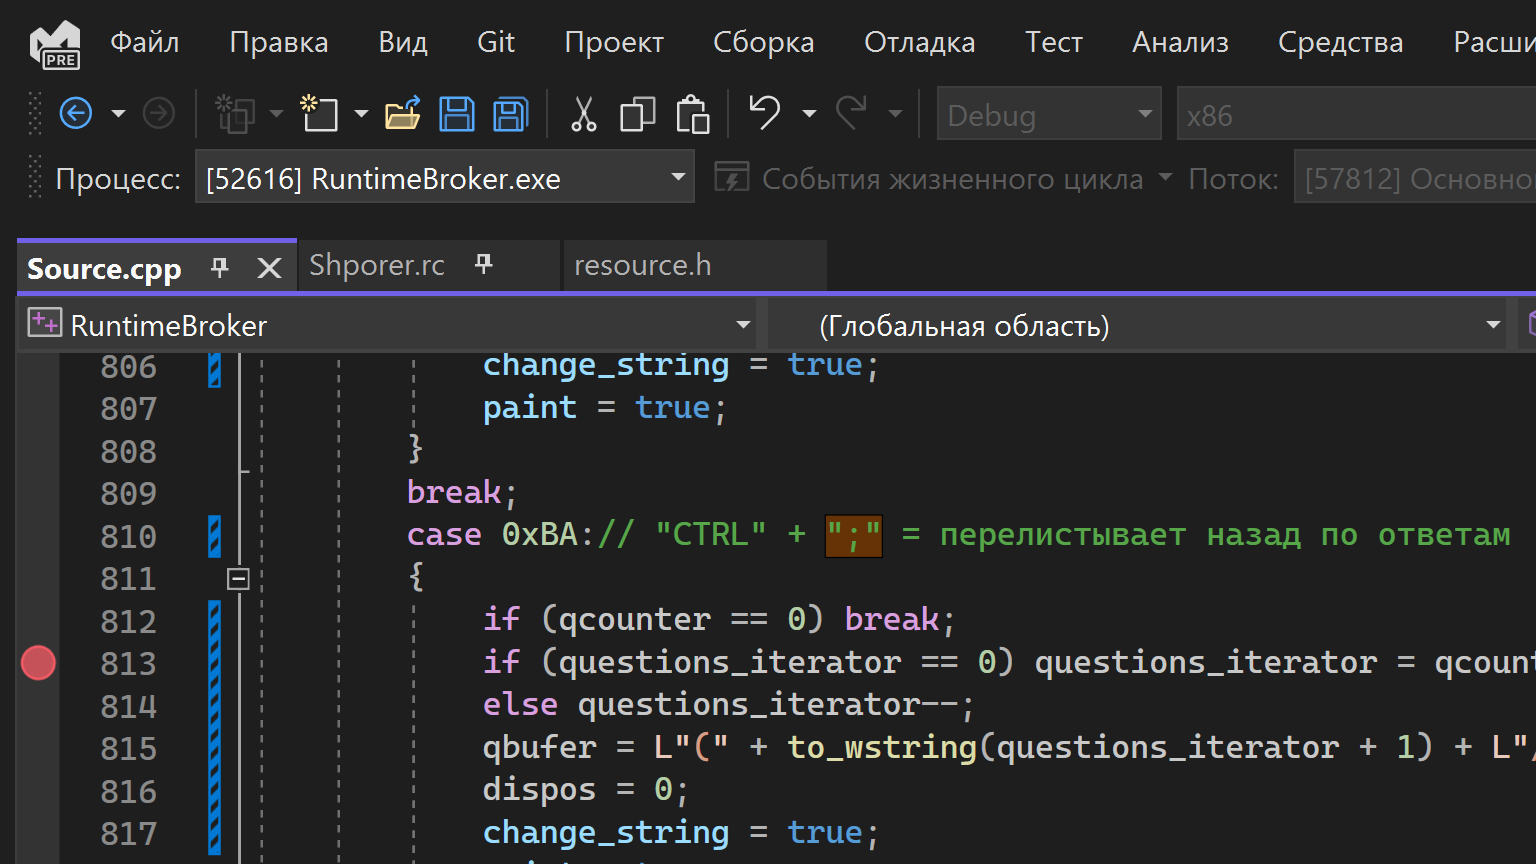 PRE
Файл Правка Вид Git Проект Сборка Отладка Тест Анализ Средства
Debug x86
Процесс: [52616] RuntimeBroker.exe События жизненного цикла Поток: [57812]
Source.cpp Shporer.rc resource.h
RuntimeBroker (Глобальная область)
806 change_string = true;
807 paint = true;
808 }
809 break;
810 case 0xBA:// "CTRL" + ";" = перелистывает назад по ответам
811 {
812 if (qcounter == 0) break;
813 if (questions_iterator == 0) questions_iterator =
814 else questions_iterator--;
815 qbufer = L"(" + to_wstring(questions_iterator + 1) + L"/
816 dispos = 0;
817 change_string = true;